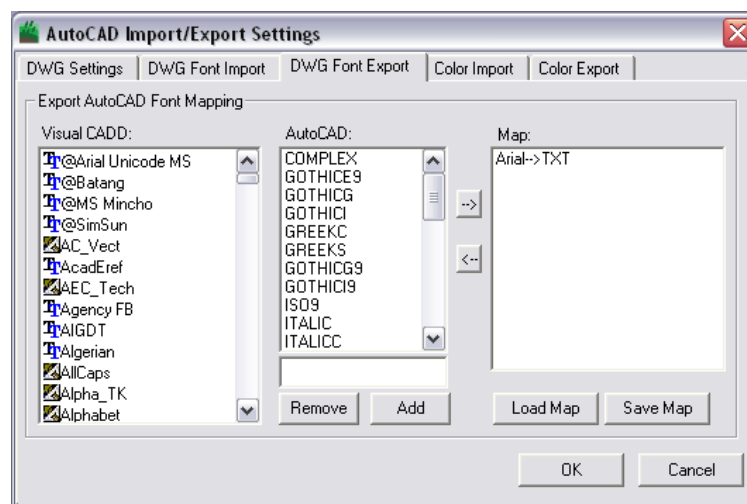 AutoCAD Import/Export Settings
DWG Settings
DWG Font Import
DWG Font Export
Color Import
Color Export
Export AutoCAD Font Mapping
Visual CADD:
@Arial Unicode MS
@Batang
@MS Mincho
@SimSun
AC_Vect
AcadEref
AEC_Tech
Agency FB
AIGDT
Algerian
AllCaps
Alpha_TK
Alphabet
AutoCAD:
COMPLEX
GOTHICE9
GOTHICG
GOTHICI
GREEKC
GREEKS
GOTHICG9
GOTHICI9
ISO9
ITALIC
ITALICC
Remove
Add
-->
<--
Map:
Arial-->TXT
Load Map
Save Map
OK
Cancel